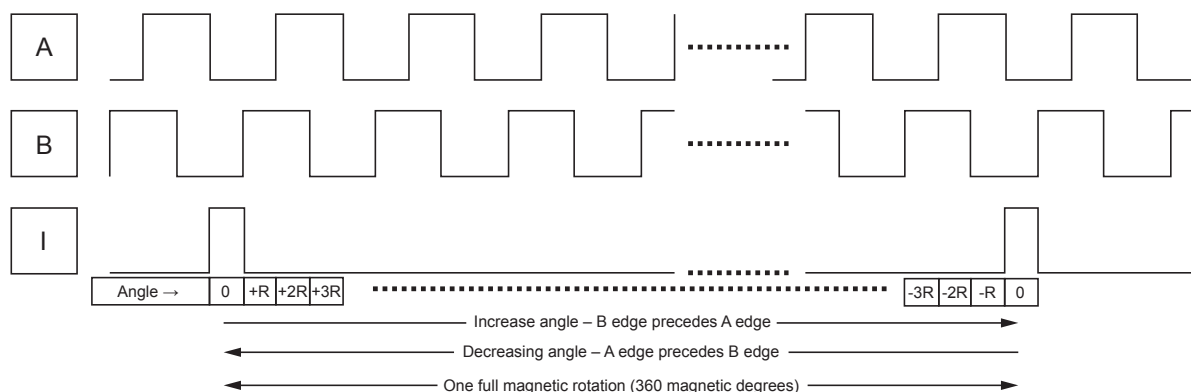 A
B
I
Angle → 0 +R +2R +3R -3R -2R -R 0
Increase angle – B edge precedes A edge
Decreasing angle – A edge precedes B edge
One full magnetic rotation (360 magnetic degrees)